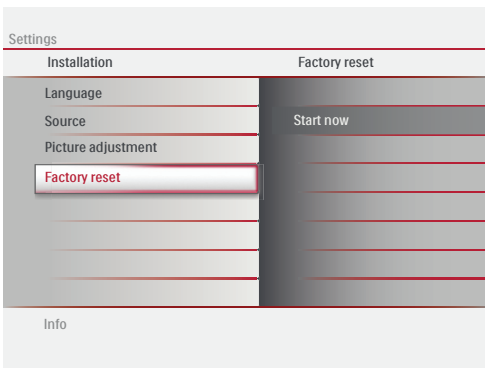 Settings
Installation Factory reset
Language
Source Start now
Picture adjustment
Factory reset
Info